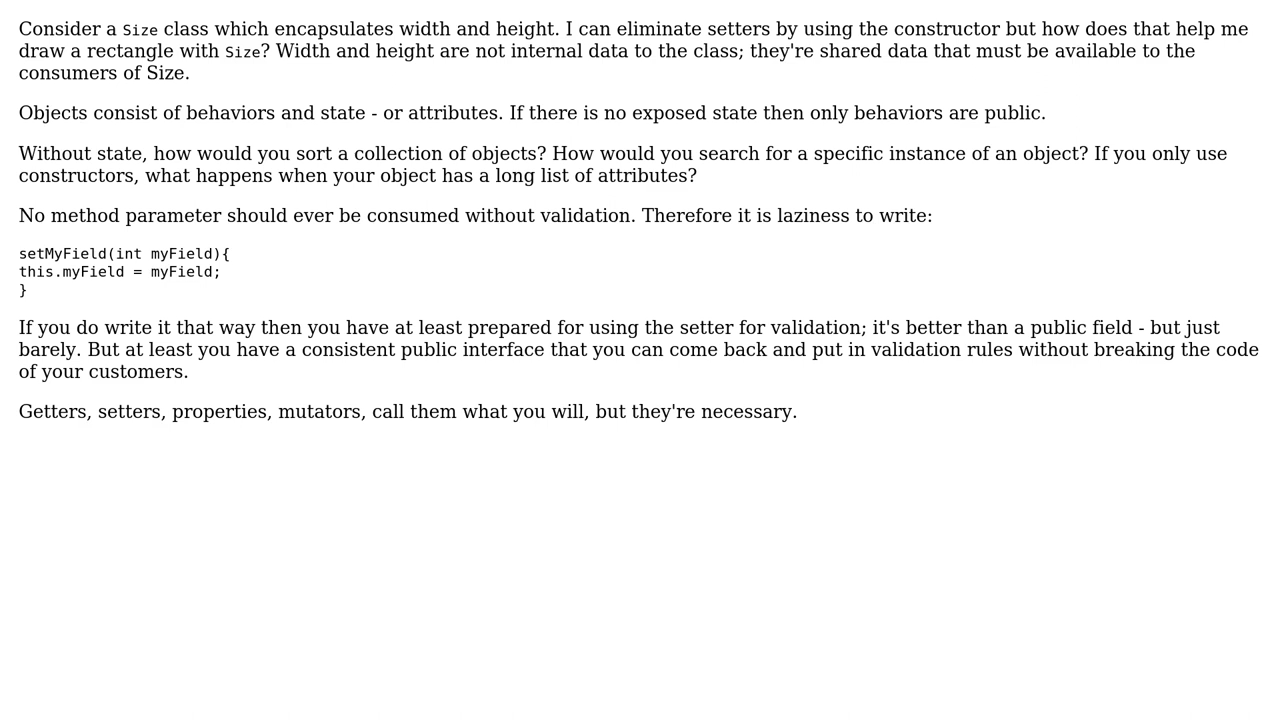 Consider a Size class which encapsulates width and height. I can eliminate setters by using the constructor but how does that help me
draw a rectangle with Size? Width and height are not internal data to the class; they're shared data that must be available to the
consumers of Size.
Objects consist of behaviors and state - or attributes. If there is no exposed state then only behaviors are public.
Without state, how would you sort a collection of objects? How would you search for a specific instance of an object? If you only use
constructors, what happens when your object has a long list of attributes?
No method parameter should ever be consumed without validation. Therefore it is laziness to write:
setMyField(int myField){
this.myField = myField;
}
If you do write it that way then you have at least prepared for using the setter for validation; it's better than a public field - but just
barely. But at least you have a consistent public interface that you can come back and put in validation rules without breaking the code
of your customers.
Getters, setters, properties, mutators, call them what you will, but they're necessary.